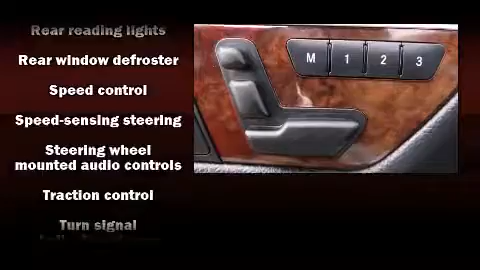 Rear reading lights
Rear window defroster
Speed control
Speed-sensing steering
Steering wheel
mounted audio controls
Traction control
Turn signal
M 1 2 3